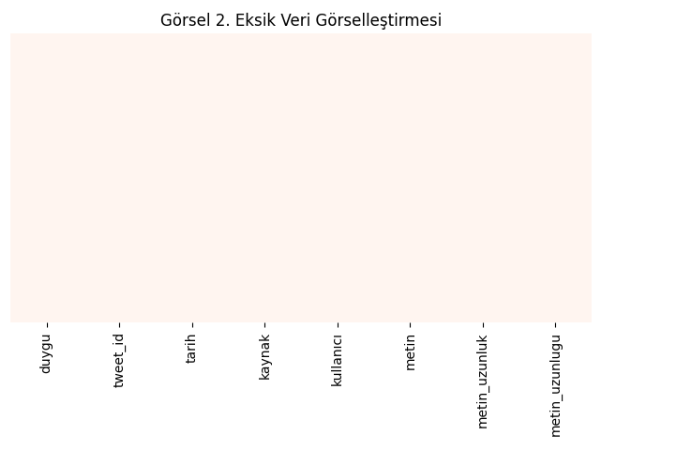 Görsel 2. Eksik Veri Görselleştirmesi
duygu
tweet_id
tarih
kaynak
kullanıcı
metin
metin_uzunluk
metin_uzunlugu